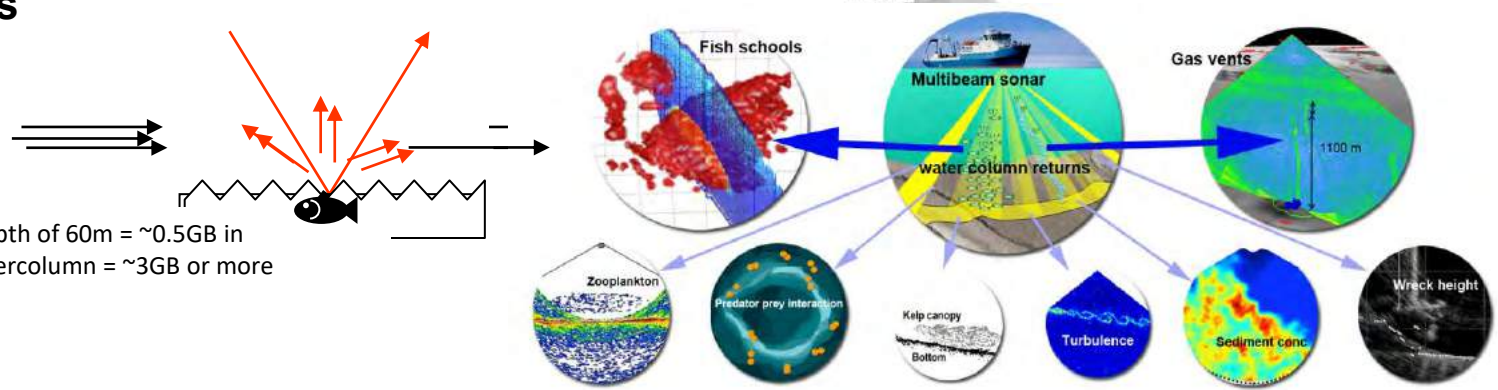 s
Fish schools
Multibeam sonar
Gas vents
1100 m
water column returns
pth of 60m = ~0.5GB in
ercolumn = ~3GB or more
Zooplankton
Predator prey interaction
Kelp canopy
Bottom
Turbulence
Sediment conc
Wreck height